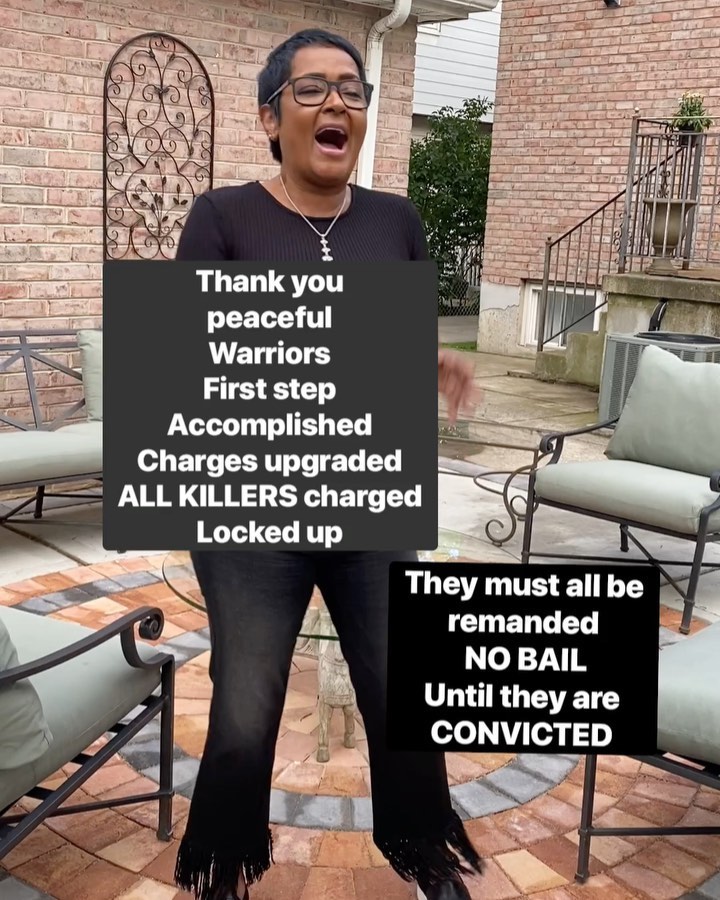 Thank you
peaceful
Warriors
First step
Accomplished
Charges upgraded
ALL KILLERS charged
Locked up
They must all be
remanded
NO BAIL
Until they are
CONVICTED